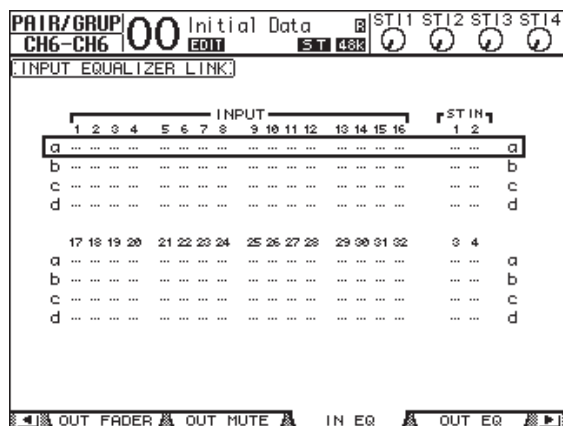 PAIR/GRUP 00 Initial Data R STI1 STI2 STI3 STI4
CH6-CH6 EDIT ST 48k
INPUT EQUALIZER LINK
INPUT ST IN
1 2 3 4 5 6 7 8 9 10 11 12 13 14 15 16 1 2
a a
b b
c c
d d
17 18 19 20 21 22 23 24 25 26 27 28 29 30 31 32 3 4
a a
b b
c c
d d
OUT FADER OUT MUTE IN EQ OUT EQ